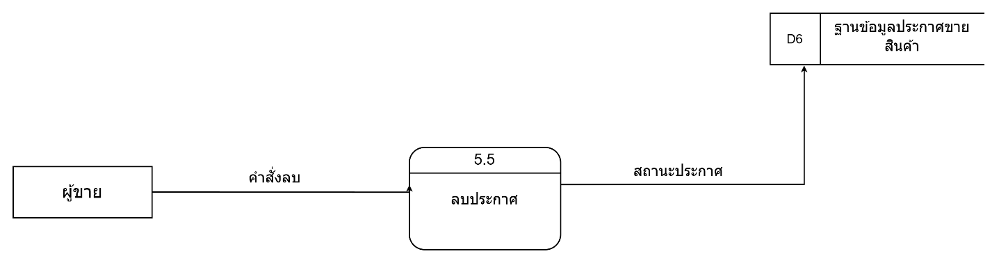 D6
ฐานข้อมูลประกาศขาย
สินค้า
5.5
คำสั่งลบ
สถานะประกาศ
ผู้ขาย
ลบประกาศ